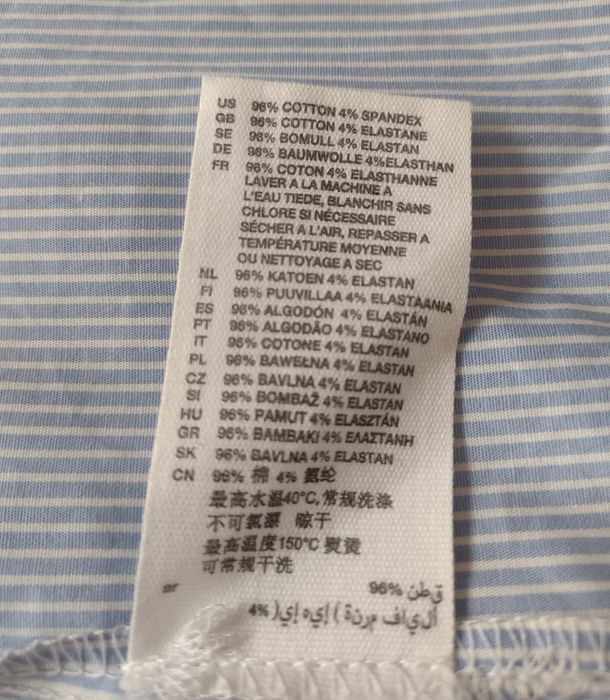 US 96% COTTON 4% SPANDEX
GB 96% COTTON 4% ELASTANE
SE 96% BOMULL 4% ELASTAN
DE 96% BAUMWOLLE 4%ELASTHAN
FR 96% COTON 4% ELASTHANNE
LAVER A LA MACHINE A
L'EAU TIEDE, BLANCHIR SANS
CHLORE SI NÉCESSAIRE
SÉCHER A L'AIR, REPASSER A
TEMPÉRATURE MOYENNE
OU NETTOYAGE A SEC
NL 96% KATOEN 4% ELASTAN
FI 96% PUUVILLAA 4% ELASTAANIA
ES 96% ALGODÓN 4% ELASTÁN
PT 96% ALGODÃO 4% ELASTANO
IT 96% COTONE 4% ELASTAN
PL 96% BAWEŁNA 4% ELASTAN
CZ 96% BAVLNA 4% ELASTAN
SI 96% BOMBAŽ 4% ELASTAN
HU 96% PAMUT 4% ELASZTÁN
GR 96% BAMBAKI 4% ΕΛΑΣΤΑΝΗ
SK 96% BAVLNA 4% ELASTAN
CN 96% 棉 4% 氨纶
最高水温40°C,常规洗涤
不可氯漂 晾干
最高温度150°C 熨烫
可常规干洗
ar قطن 96%
ألياف مرنة ( إيه إي( 4%